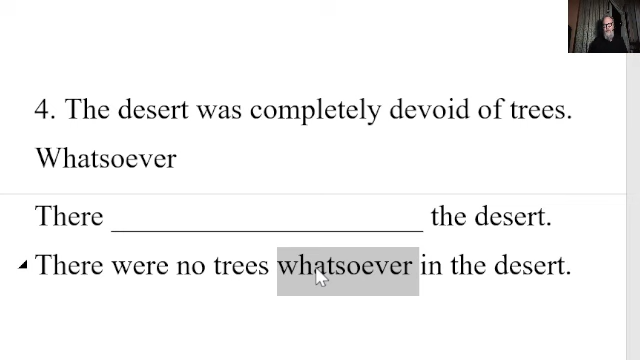 4. The desert was completely devoid of trees.
Whatsoever
There ______________________ the desert.
There were no trees whatsoever in the desert.